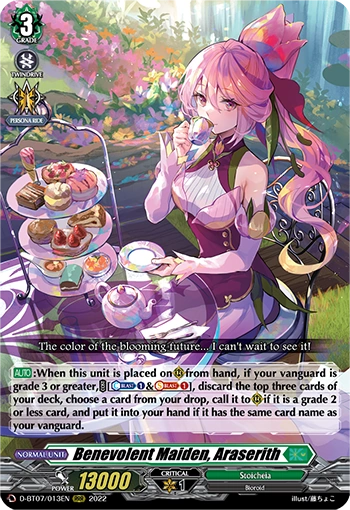 3
GRADE
TWINDRIVE
PERSONA RIDE
The color of the blooming future... I can't wait to see it!
AUTO:When this unit is placed on R from hand, if your vanguard is
grade 3 or greater, [C BLAST 1 & S BLAST 1], discard the top three cards of
your deck, choose a card from your drop, call it to R if it is a grade 2
or less card, and put it into your hand if it has the same card name as
your vanguard.
NORMAL UNIT Benevolent Maiden, Araserith
POWER 13000 CRITICAL 1 Stoicheia
Bioroid
D-BT07/013EN RRR 2022 illust/藤ちょこ